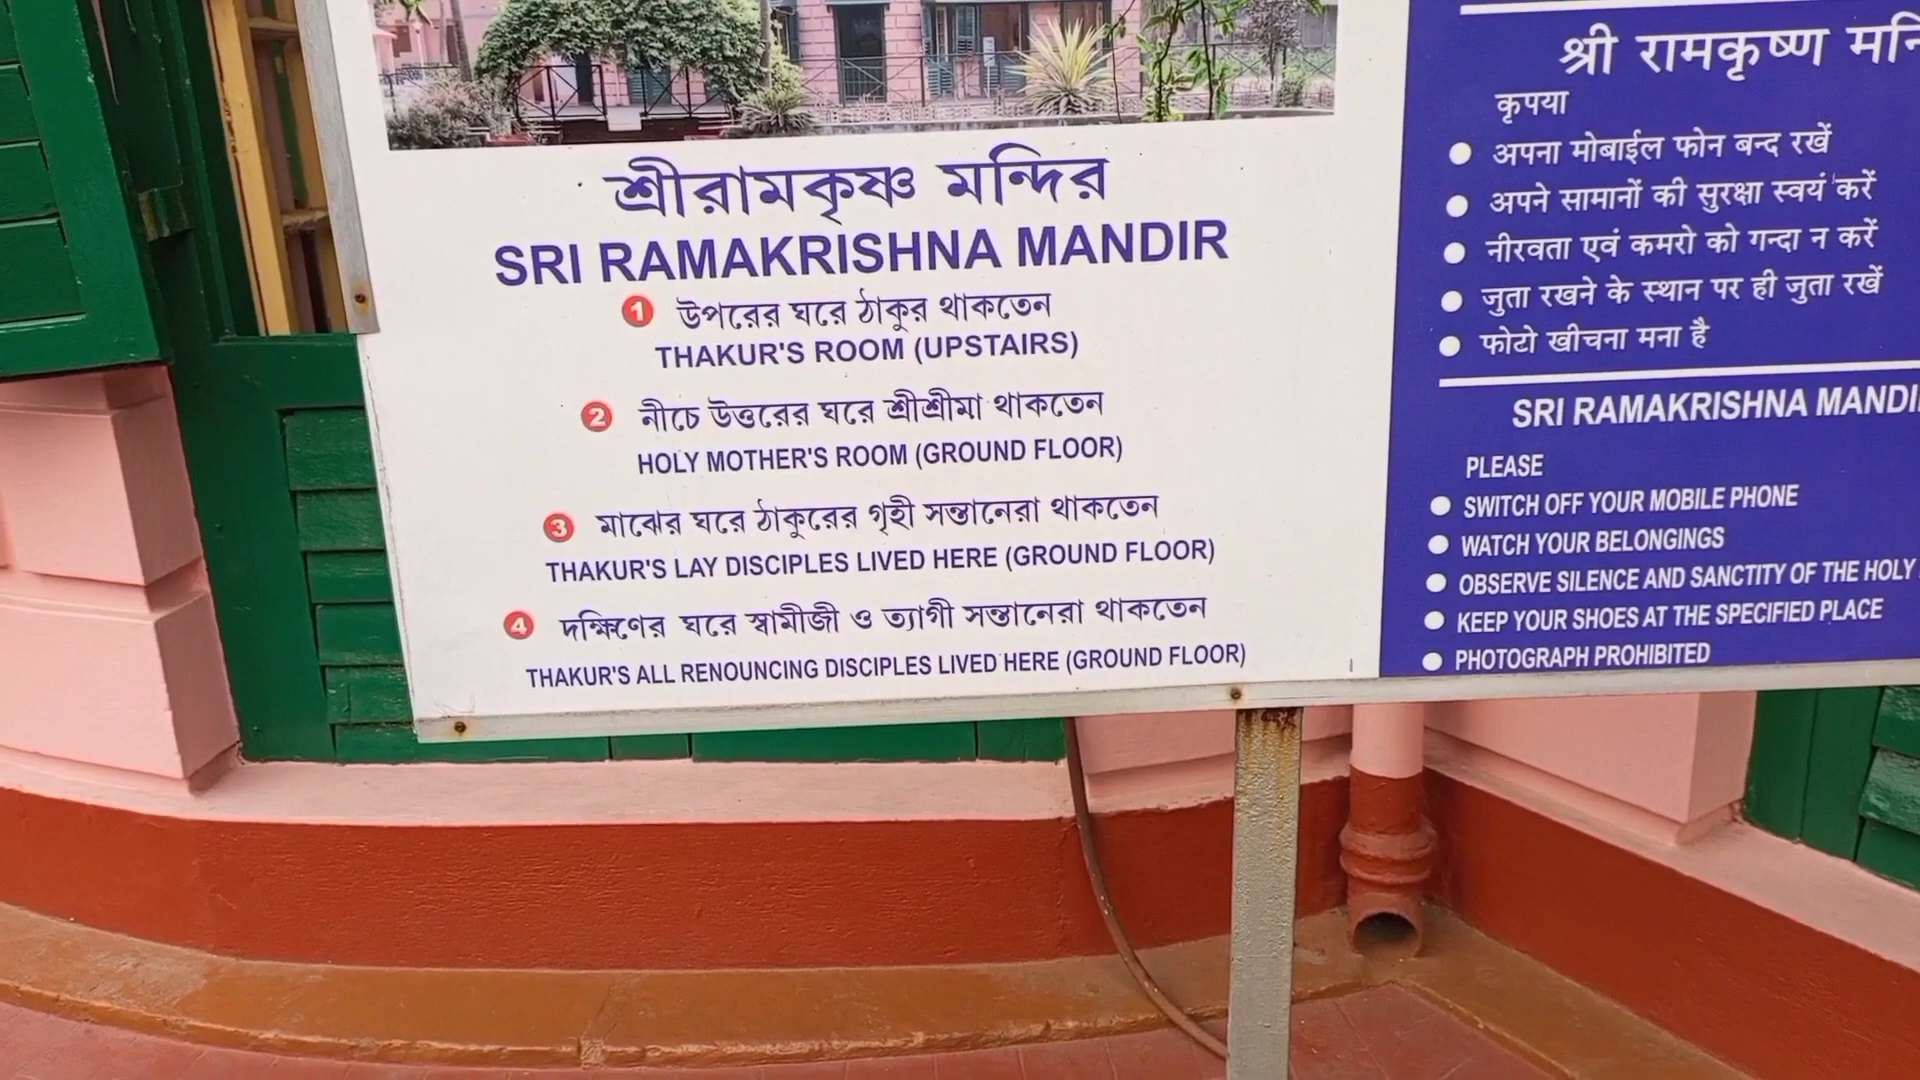 শ্রীরামকৃষ্ণ মন্দির
SRI RAMAKRISHNA MANDIR
1 উপরের ঘরে ঠাকুর থাকতেন
THAKUR'S ROOM (UPSTAIRS)
2 নীচে উত্তরের ঘরে শ্রীশ্রীমা থাকতেন
HOLY MOTHER'S ROOM (GROUND FLOOR)
3 মাঝের ঘরে ঠাকুরের গৃহী সন্তানেরা থাকতেন
THAKUR'S LAY DISCIPLES LIVED HERE (GROUND FLOOR)
4 দক্ষিণের ঘরে স্বামীজী ও ত্যাগী সন্তানেরা থাকতেন
THAKUR'S ALL RENOUNCING DISCIPLES LIVED HERE (GROUND FLOOR)
श्री रामकृष्ण
कृपया
अपना मोबाईल फोन बन्द रखें
अपने सामानों की सुरक्षा स्वयं करें
नीरवता एवं कमरो को गन्दा न करें
जुता रखने के स्थान पर ही जुता रखें
फोटो खीचना मना है
SRI RAMAKRISHNA
PLEASE
SWITCH OFF YOUR MOBILE PHONE
WATCH YOUR BELONGINGS
OBSERVE SILENCE AND SANCTITY OF THE HOLY
KEEP YOUR SHOES AT THE SPECIFIED PLACE
PHOTOGRAPH PROHIBITED